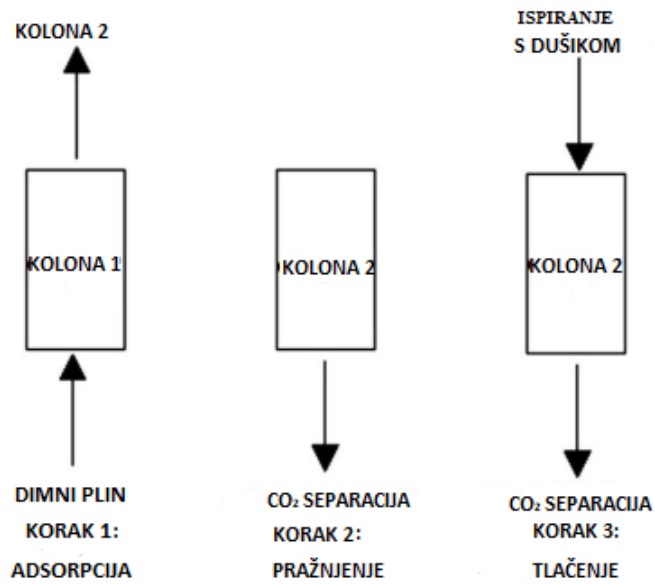 KOLONA 2
KOLONA 1
DIMNI PLIN
KORAK 1:
ADSORPCIJA
KOLONA 2
CO₂ SEPARACIJA
KORAK 2:
PRAŽNJENJE
ISPIRANJE
S DUŠIKOM
KOLONA 2
CO₂ SEPARACIJA
KORAK 3:
TLAČENJE